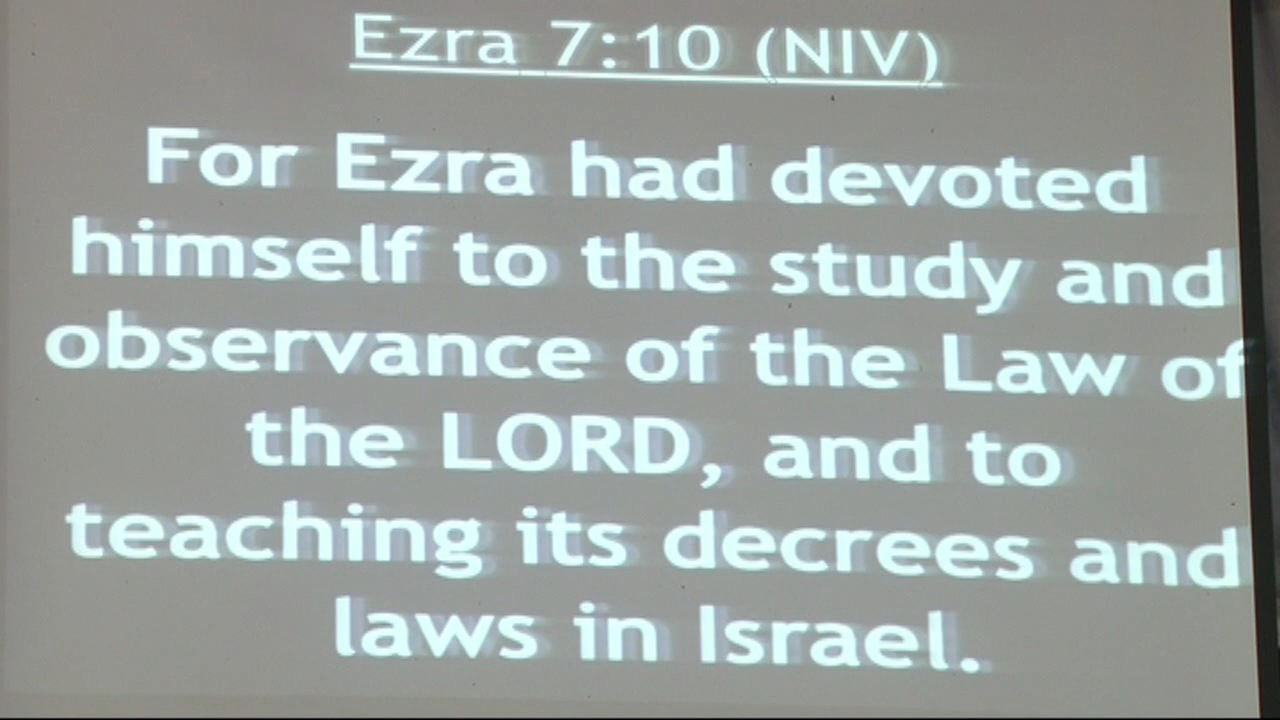 Ezra 7:10 (NIV)
For Ezra had devoted
himself to the study and
observance of the Law of
the LORD, and to
teaching its decrees and
laws in Israel.